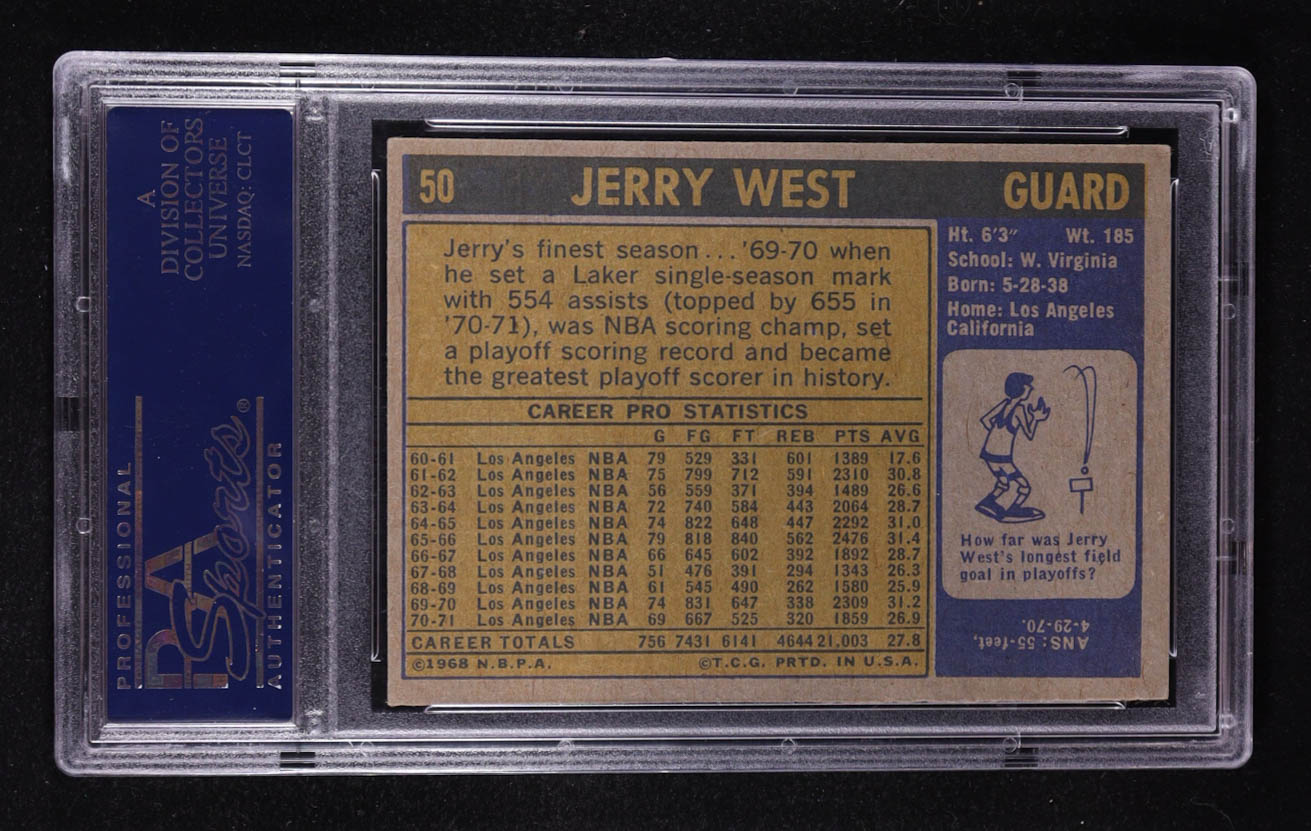 A
DIVISION OF
COLLECTORS
UNIVERSE
NASDAQ: CLCT
PROFESSIONAL
PSA
Sports®
AUTHENTICATOR
50 JERRY WEST GUARD
Jerry's finest season... '69-70 when
he set a Laker single-season mark
with 554 assists (topped by 655 in
'70-71), was NBA scoring champ, set
a playoff scoring record and became
the greatest playoff scorer in history.
CAREER PRO STATISTICS
G FG FT REB PTS AVG
60-61 Los Angeles NBA 79 529 331 601 1389 17.6
61-62 Los Angeles NBA 75 799 712 591 2310 30.8
62-63 Los Angeles NBA 56 559 371 394 1489 26.6
63-64 Los Angeles NBA 72 740 584 443 2064 28.7
64-65 Los Angeles NBA 74 822 648 447 2292 31.0
65-66 Los Angeles NBA 79 818 840 562 2476 31.4
66-67 Los Angeles NBA 66 645 602 392 1892 28.7
67-68 Los Angeles NBA 51 476 391 294 1343 26.3
68-69 Los Angeles NBA 61 545 490 262 1580 25.9
69-70 Los Angeles NBA 74 831 647 338 2309 31.2
70-71 Los Angeles NBA 69 667 525 320 1859 26.9
CAREER TOTALS 756 7431 6141 4644 21,003 27.8
©1968 N.B.P.A. ©T.C.G. PRTD. IN U.S.A.
Ht. 6'3" Wt. 185
School: W. Virginia
Born: 5-28-38
Home: Los Angeles
California
How far was Jerry
West's longest field
goal in playoffs?
ANS: 55-feet,
4-29-70.